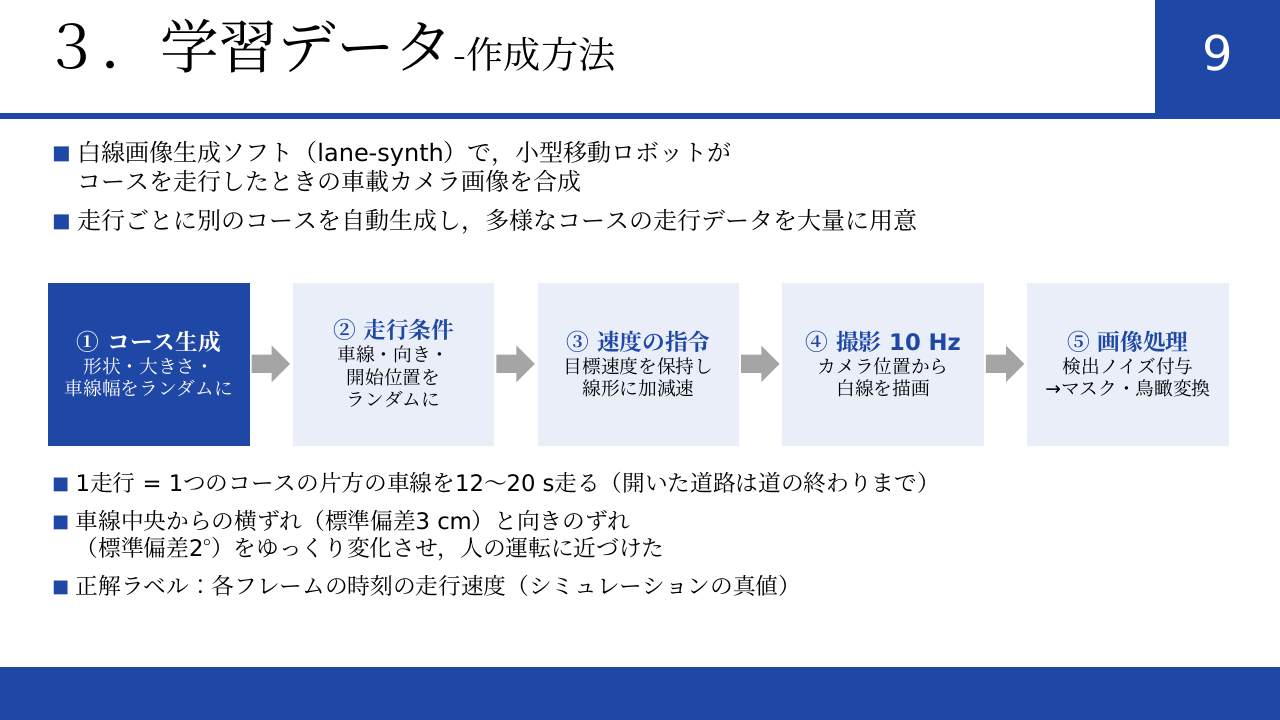 ３．学習データ-作成方法
9
■ 白線画像生成ソフト（lane-synth）で，小型移動ロボットが
コースを走行したときの車載カメラ画像を合成
■ 走行ごとに別のコースを自動生成し，多様なコースの走行データを大量に用意
① コース生成
形状・大きさ・
車線幅をランダムに
② 走行条件
車線・向き・
開始位置を
ランダムに
③ 速度の指令
目標速度を保持し
線形に加減速
④ 撮影 10 Hz
カメラ位置から
白線を描画
⑤ 画像処理
検出ノイズ付与
→マスク・鳥瞰変換
■ 1走行 = 1つのコースの片方の車線を12～20 s走る（開いた道路は道の終わりまで）
■ 車線中央からの横ずれ（標準偏差3 cm）と向きのずれ
（標準偏差2°）をゆっくり変化させ，人の運転に近づけた
■ 正解ラベル：各フレームの時刻の走行速度（シミュレーションの真値）